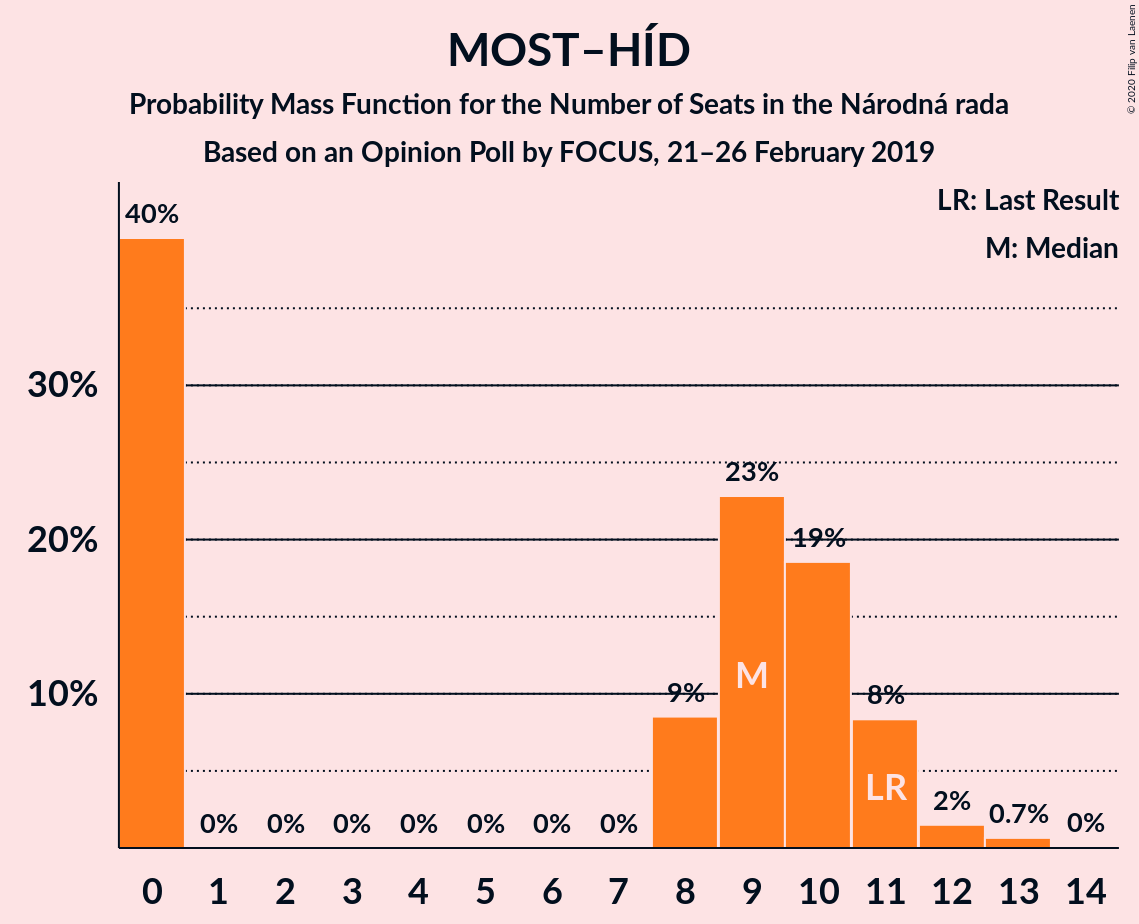 MOST–HÍD
Probability Mass Function for the Number of Seats in the Národná rada
Based on an Opinion Poll by FOCUS, 21–26 February 2019
© 2020 Filip van Laenen
LR: Last Result
M: Median
40%
30%
23%
20%
19%
M
10%
9%
8%
LR
2%
0.7%
0% 0% 0% 0% 0% 0% 0% 0%
0 1 2 3 4 5 6 7 8 9 10 11 12 13 14